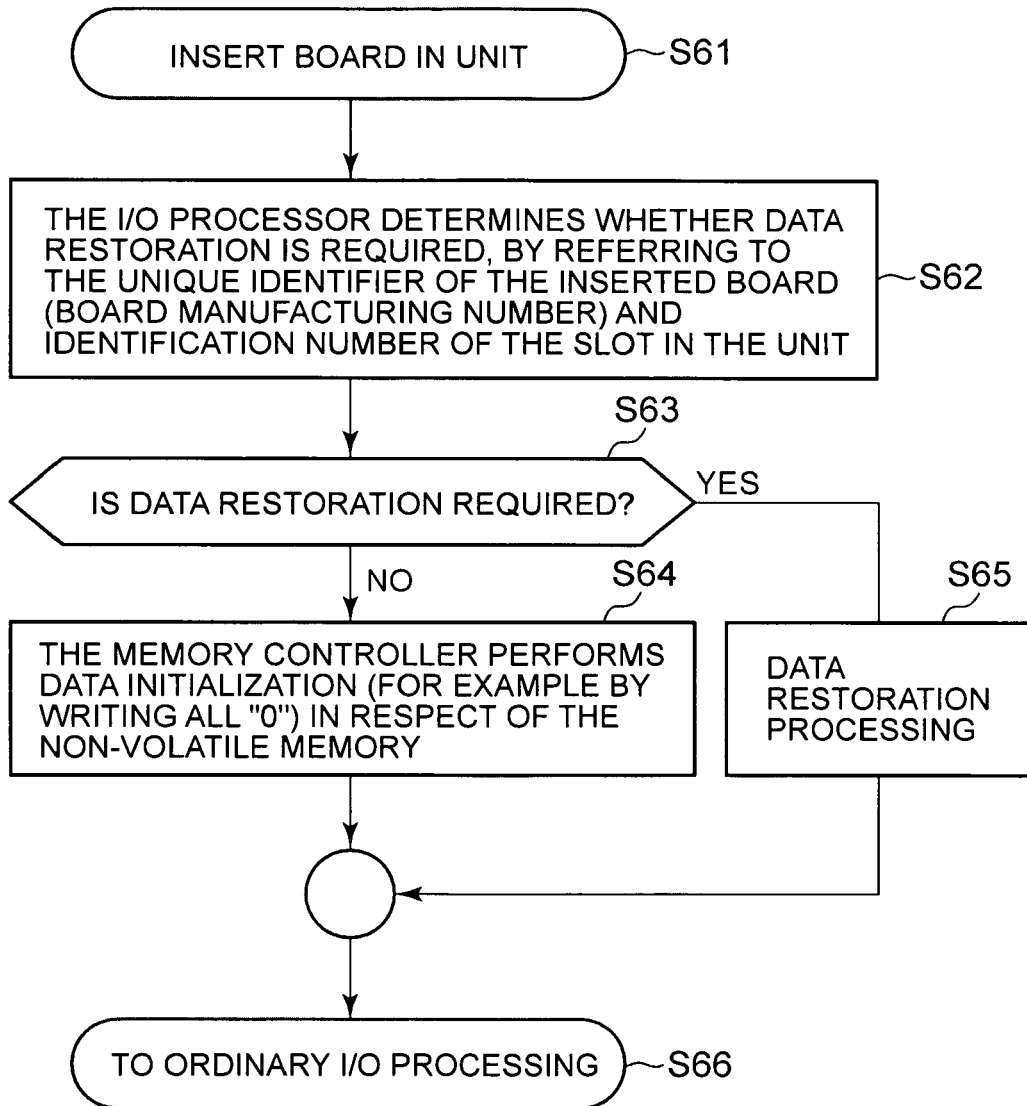 INSERT BOARD IN UNIT
S61
THE I/O PROCESSOR DETERMINES WHETHER DATA
RESTORATION IS REQUIRED, BY REFERRING TO
THE UNIQUE IDENTIFIER OF THE INSERTED BOARD
(BOARD MANUFACTURING NUMBER) AND
IDENTIFICATION NUMBER OF THE SLOT IN THE UNIT
S62
S63
IS DATA RESTORATION REQUIRED?
YES
NO
S64
THE MEMORY CONTROLLER PERFORMS
DATA INITIALIZATION (FOR EXAMPLE BY
WRITING ALL "0") IN RESPECT OF THE
NON-VOLATILE MEMORY
S65
DATA
RESTORATION
PROCESSING
TO ORDINARY I/O PROCESSING
S66